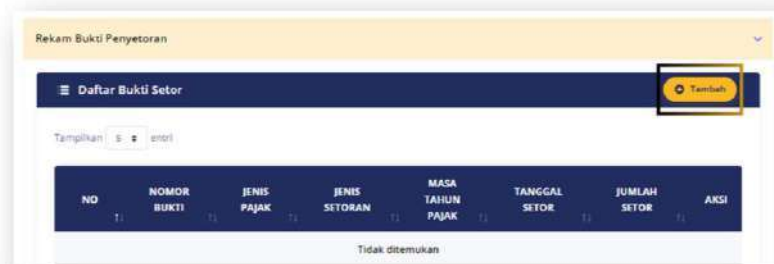 Rekam Bukti Penyetoran
Daftar Bukti Setor
Tambah
Tampilkan 5 entri
NO
NOMOR
BUKTI
JENIS
PAJAK
JENIS
SETORAN
MASA
TAHUN
PAJAK
TANGGAL
SETOR
JUMLAH
SETOR
AKSI
Tidak ditemukan